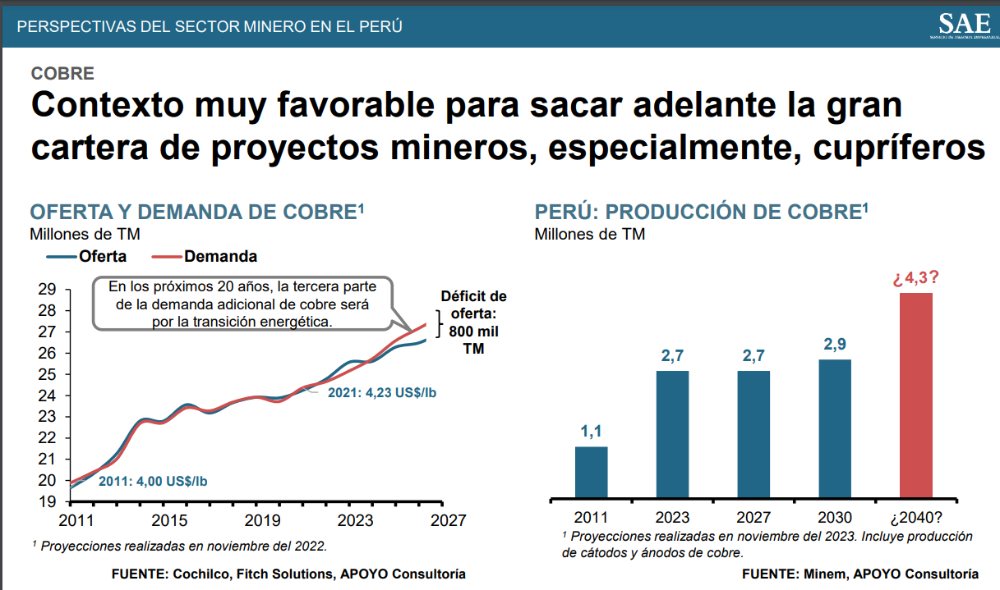 PERSPECTIVAS DEL SECTOR MINERO EN EL PERÚ
SAE
SERVICIO DE ASESORÍA EMPRESARIAL
COBRE
Contexto muy favorable para sacar adelante la gran
cartera de proyectos mineros, especialmente, cupríferos
OFERTA Y DEMANDA DE COBRE¹
Millones de TM
Oferta Demanda
En los próximos 20 años, la tercera parte
de la demanda adicional de cobre será
por la transición energética.
Déficit de
oferta:
800 mil
TM
29
28
27
26
25
24
23
22
21
20
19
2021: 4,23 US$/lb
2011: 4,00 US$/lb
2011 2015 2019 2023 2027
¹ Proyecciones realizadas en noviembre del 2022.
FUENTE: Cochilco, Fitch Solutions, APOYO Consultoría
PERÚ: PRODUCCIÓN DE COBRE¹
Millones de TM
1,1 2,7 2,7 2,9 ¿4,3?
2011 2023 2027 2030 ¿2040?
¹ Proyecciones realizadas en noviembre del 2023. Incluye producción
de cátodos y ánodos de cobre.
FUENTE: Minem, APOYO Consultoría